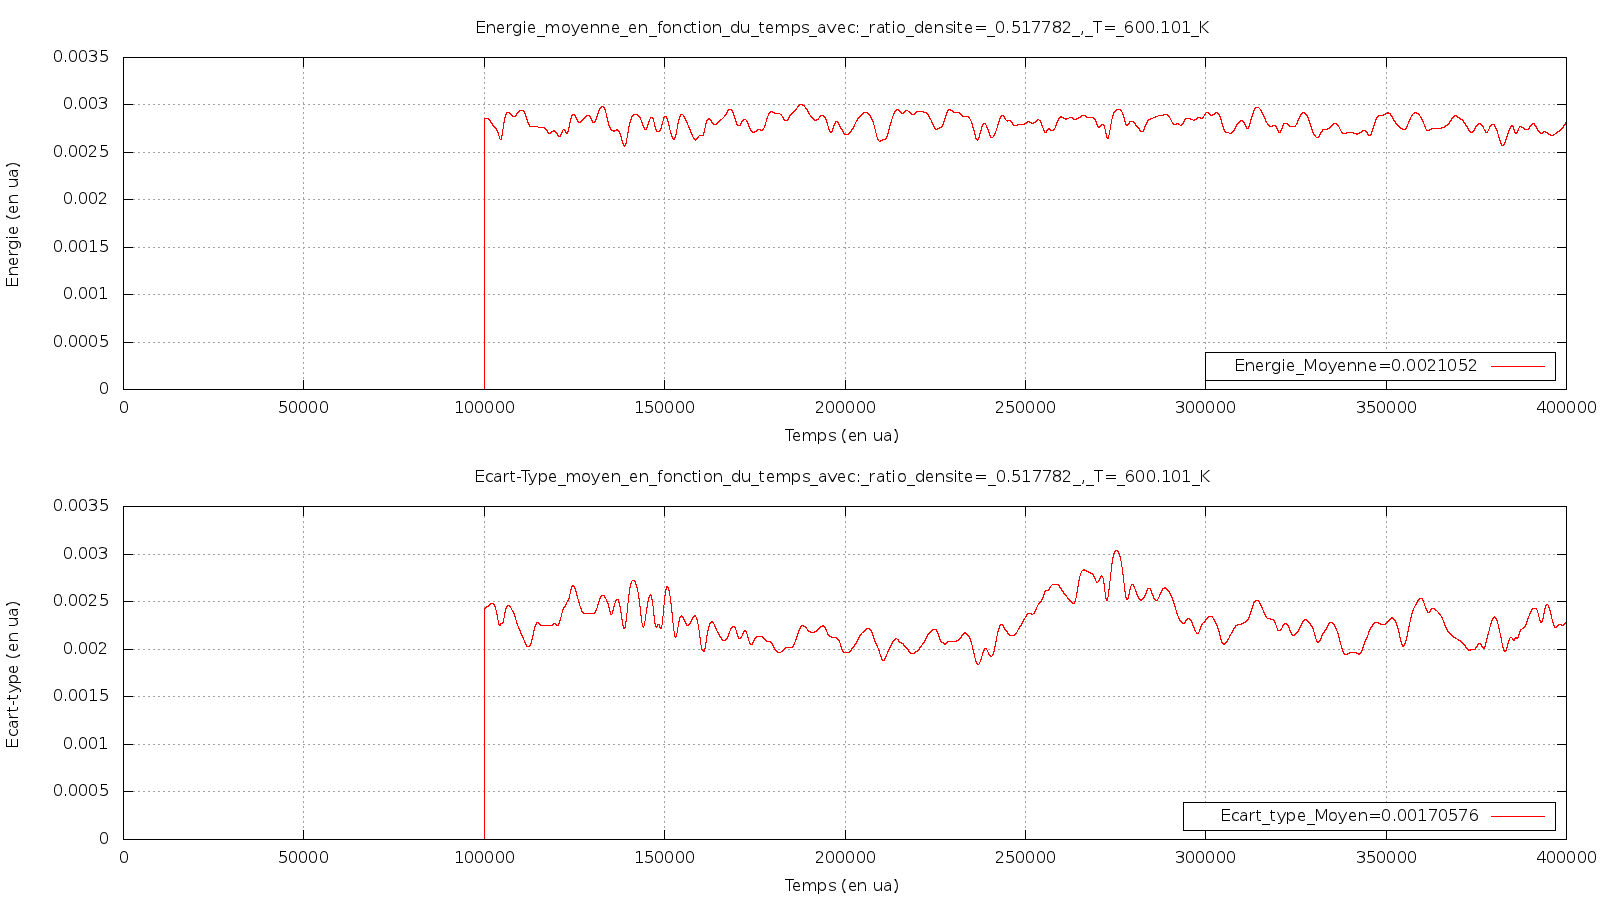 Energie_moyenne_en_fonction_du_temps_avec:_ratio_densite=_0.517782_,_T=_600.101_K
0.0035
0.003
0.0025
0.002
0.0015
0.001
0.0005
0
Energie (en ua)
Energie_Moyenne=0.0021052
0 50000 100000 150000 200000 250000 300000 350000 400000
Temps (en ua)
Ecart-Type_moyen_en_fonction_du_temps_avec:_ratio_densite=_0.517782_,_T=_600.101_K
0.0035
0.003
0.0025
0.002
0.0015
0.001
0.0005
0
Ecart-type (en ua)
Ecart_type_Moyen=0.00170576
0 50000 100000 150000 200000 250000 300000 350000 400000
Temps (en ua)